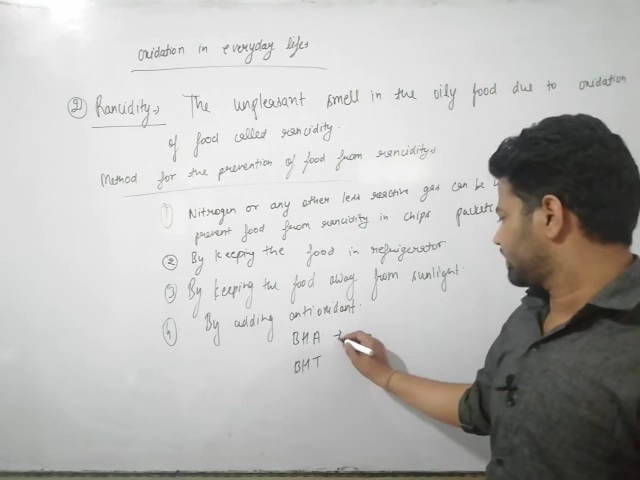 Oxidation in everyday life
② Rancidity → The unpleasant smell in the oily food due to oxidation
of food called rancidity.
Method for the prevention of food from rancidity
① Nitrogen or any other less reactive gas can be
prevent food from rancidity in chips packets
② By keeping the food in refrigerator
③ By keeping the food away from sunlight.
④ By adding antioxidant.
BHA
BHT